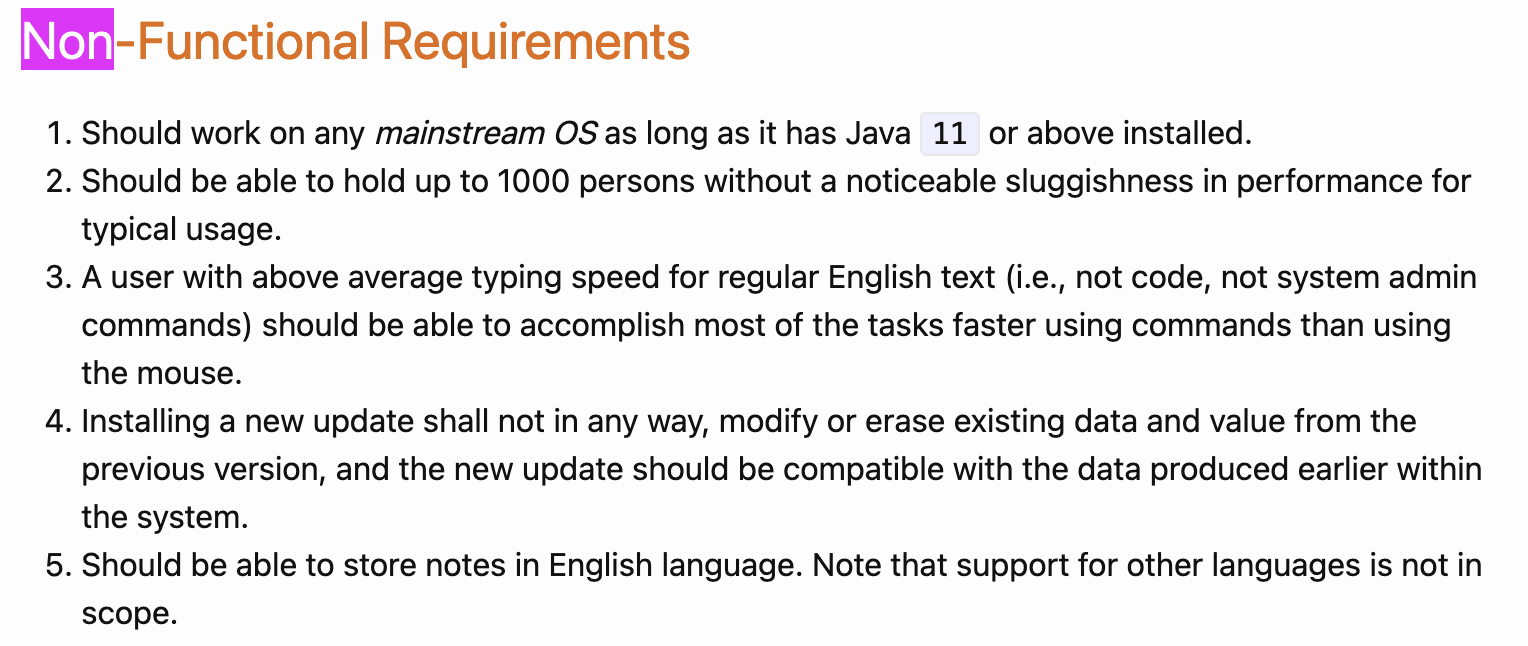 Non-Functional Requirements
1. Should work on any mainstream OS as long as it has Java 11 or above installed.
2. Should be able to hold up to 1000 persons without a noticeable sluggishness in performance for
typical usage.
3. A user with above average typing speed for regular English text (i.e., not code, not system admin
commands) should be able to accomplish most of the tasks faster using commands than using
the mouse.
4. Installing a new update shall not in any way, modify or erase existing data and value from the
previous version, and the new update should be compatible with the data produced earlier within
the system.
5. Should be able to store notes in English language. Note that support for other languages is not in
scope.